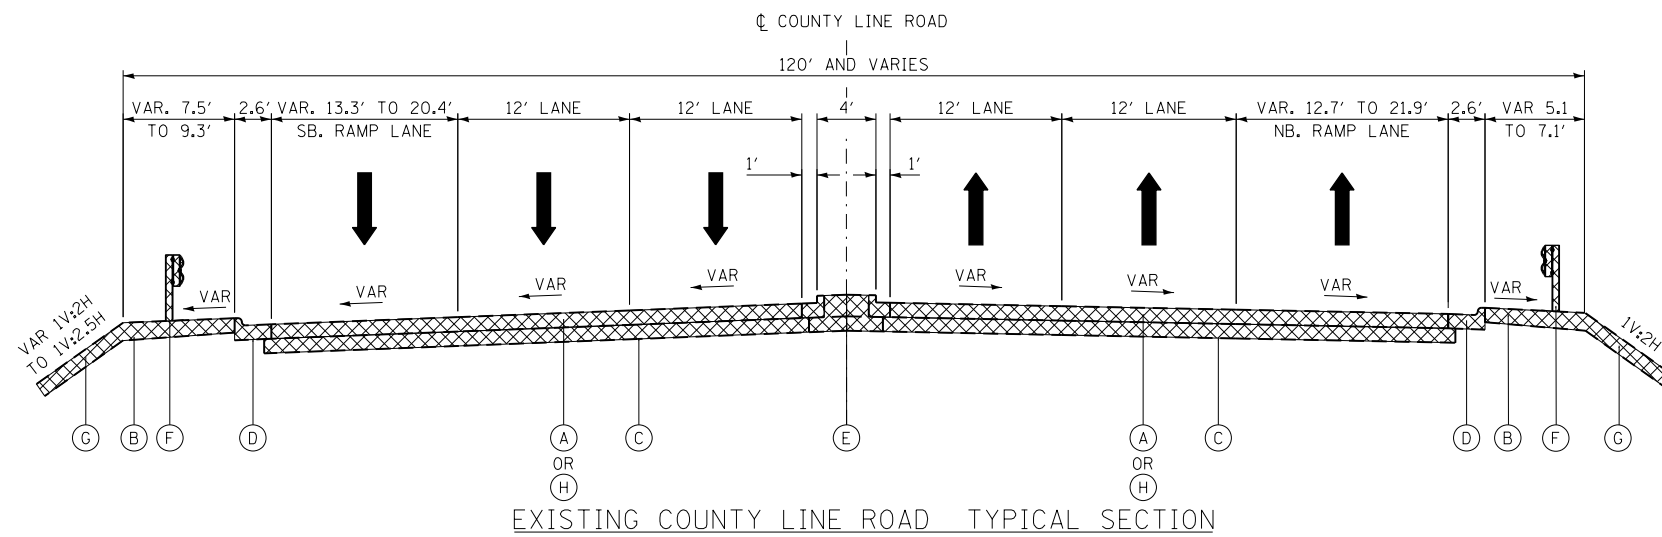 ℄ COUNTY LINE ROAD
120' AND VARIES
VAR. 7.5' 2.6' VAR. 13.3' TO 20.4' 12' LANE 12' LANE 4' 12' LANE 12' LANE VAR. 12.7' TO 21.9' 2.6' VAR 5.1
TO 9.3' SB. RAMP LANE NB. RAMP LANE TO 7.1'
1' 1'
VAR VAR VAR VAR VAR VAR VAR VAR
VAR 1V:2H
TO 1V:2.5H
1V:2H
G B F D A C E A C D B F G
OR OR
H H
EXISTING COUNTY LINE ROAD TYPICAL SECTION